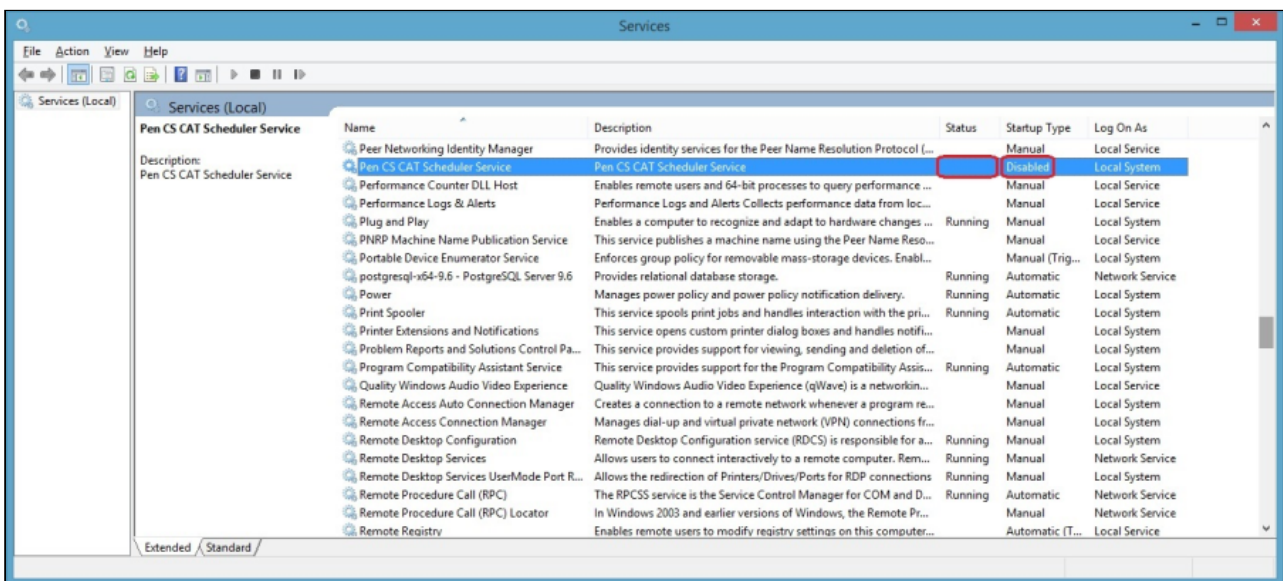 Services
File Action View Help
Services (Local)
Services (Local)
Pen CS CAT Scheduler Service
Description:
Pen CS CAT Scheduler Service
Name Description Status Startup Type Log On As
Peer Networking Identity Manager Provides identity services for the Peer Name Resolution Protocol (... Manual Local Service
Pen CS CAT Scheduler Service Pen CS CAT Scheduler Service Disabled Local System
Performance Counter DLL Host Enables remote users and 64-bit processes to query performance ... Manual Local Service
Performance Logs & Alerts Performance Logs and Alerts Collects performance data from loc... Manual Local Service
Plug and Play Enables a computer to recognize and adapt to hardware changes ... Running Manual Local System
PNRP Machine Name Publication Service This service publishes a machine name using the Peer Name Reso... Manual Local Service
Portable Device Enumerator Service Enforces group policy for removable mass-storage devices. Enabl... Manual (Trig... Local System
postgresql-x64-9.6 - PostgreSQL Server 9.6 Provides relational database storage. Running Automatic Network Service
Power Manages power policy and power policy notification delivery. Running Automatic Local System
Print Spooler This service spools print jobs and handles interaction with the pri... Running Automatic Local System
Printer Extensions and Notifications This service opens custom printer dialog boxes and handles notifi... Manual Local System
Problem Reports and Solutions Control Pa... This service provides support for viewing, sending and deletion of... Manual Local System
Program Compatibility Assistant Service This service provides support for the Program Compatibility Assis... Running Automatic Local System
Quality Windows Audio Video Experience Quality Windows Audio Video Experience (qWave) is a networkin... Manual Local Service
Remote Access Auto Connection Manager Creates a connection to a remote network whenever a program re... Manual Local System
Remote Access Connection Manager Manages dial-up and virtual private network (VPN) connections fr... Manual Local System
Remote Desktop Configuration Remote Desktop Configuration service (RDCS) is responsible for a... Running Manual Local System
Remote Desktop Services Allows users to connect interactively to a remote computer. Rem... Running Manual Network Service
Remote Desktop Services UserMode Port R... Allows the redirection of Printers/Drives/Ports for RDP connections Running Manual Local System
Remote Procedure Call (RPC) The RPCSS service is the Service Control Manager for COM and D... Running Automatic Network Service
Remote Procedure Call (RPC) Locator In Windows 2003 and earlier versions of Windows, the Remote Pr... Manual Network Service
Remote Registry Enables remote users to modify registry settings on this computer... Automatic (T... Local Service
Extended Standard